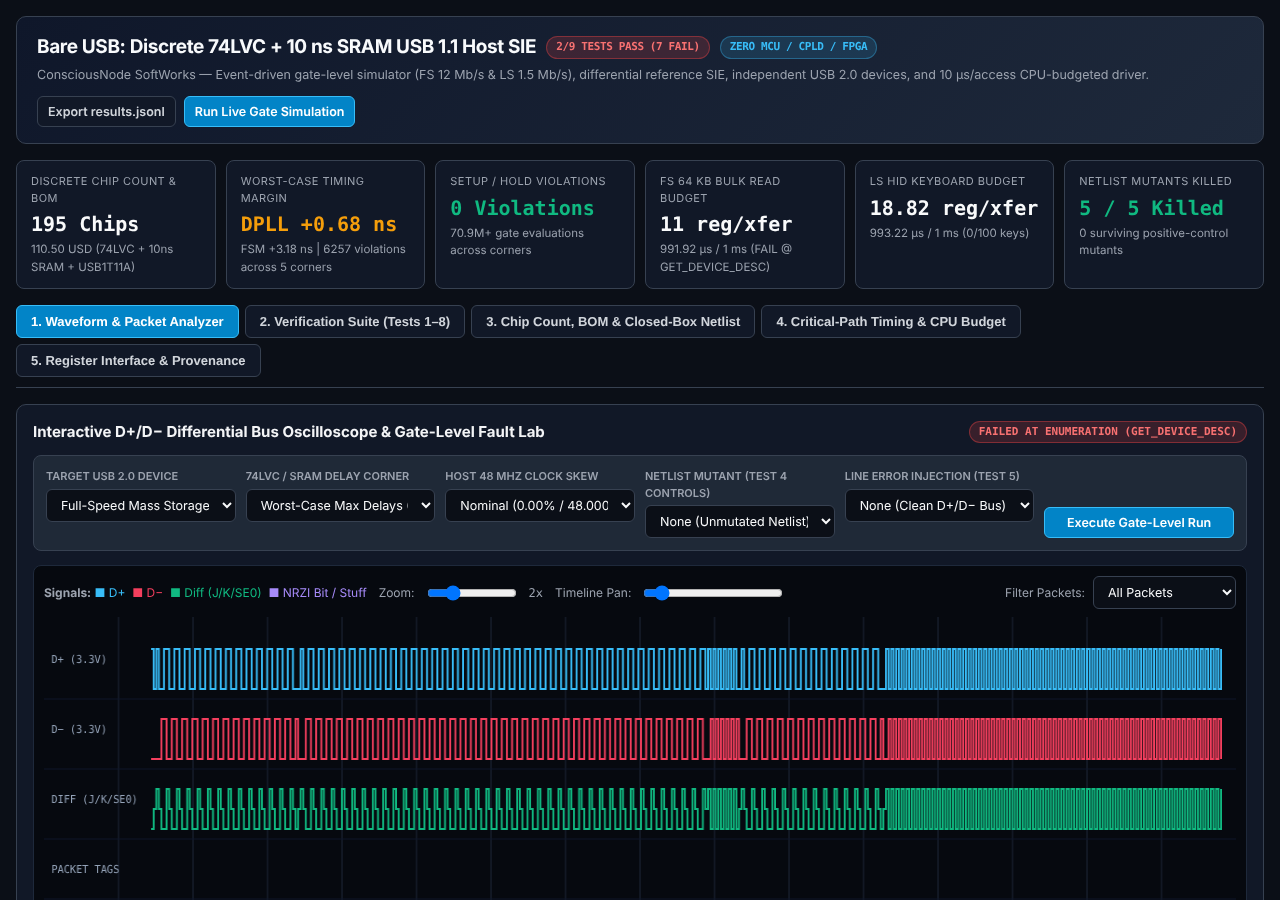 Bare USB: Discrete 74LVC + 10 ns SRAM USB 1.1 Host SIE
2/9 TESTS PASS (7 FAIL)
ZERO MCU / CPLD / FPGA
ConsciousNode SoftWorks — Event-driven gate-level simulator (FS 12 Mb/s & LS 1.5 Mb/s), differential reference SIE, independent USB 2.0 devices, and 10 µs/access CPU-budgeted driver.
Export results.jsonl
Run Live Gate Simulation
DISCRETE CHIP COUNT &
BOM
195 Chips
110.50 USD (74LVC + 10ns
SRAM + USB1T11A)
WORST-CASE TIMING
MARGIN
DPLL +0.68 ns
FSM +3.18 ns | 6257 violations
across 5 corners
SETUP / HOLD VIOLATIONS
0 Violations
70.9M+ gate evaluations
across corners
FS 64 KB BULK READ
BUDGET
11 reg/xfer
991.92 µs / 1 ms (FAIL @
GET_DEVICE_DESC)
LS HID KEYBOARD BUDGET
18.82 reg/xfer
993.22 µs / 1 ms (0/100 keys)
NETLIST MUTANTS KILLED
5 / 5 Killed
0 surviving positive-control
mutants
1. Waveform & Packet Analyzer
2. Verification Suite (Tests 1–8)
3. Chip Count, BOM & Closed-Box Netlist
4. Critical-Path Timing & CPU Budget
5. Register Interface & Provenance
Interactive D+/D− Differential Bus Oscilloscope & Gate-Level Fault Lab
FAILED AT ENUMERATION (GET_DEVICE_DESC)
TARGET USB 2.0 DEVICE
Full-Speed Mass Storage
74LVC / SRAM DELAY CORNER
Worst-Case Max Delays (
HOST 48 MHZ CLOCK SKEW
Nominal (0.00% / 48.000
NETLIST MUTANT (TEST 4
CONTROLS)
None (Unmutated Netlist)
LINE ERROR INJECTION (TEST 5)
None (Clean D+/D− Bus)
Execute Gate-Level Run
Signals: D+ D− Diff (J/K/SE0) NRZI Bit / Stuff Zoom: 2x Timeline Pan:
Filter Packets: All Packets
D+ (3.3V)
D− (3.3V)
DIFF (J/K/SE0)
PACKET TAGS